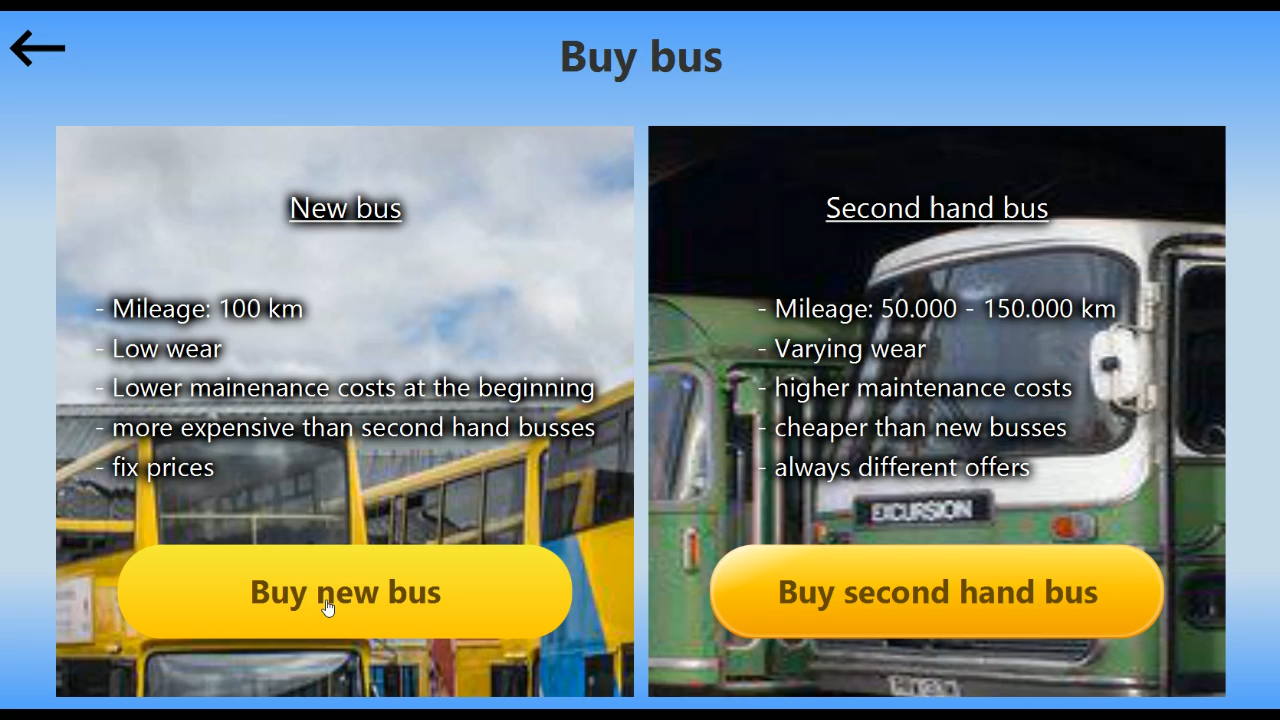 Buy bus
New bus
- Mileage: 100 km
- Low wear
- Lower mainenance costs at the beginning
- more expensive than second hand busses
- fix prices
Buy new bus
Second hand bus
- Mileage: 50.000 - 150.000 km
- Varying wear
- higher maintenance costs
- cheaper than new busses
- always different offers
EXCURSION
Buy second hand bus